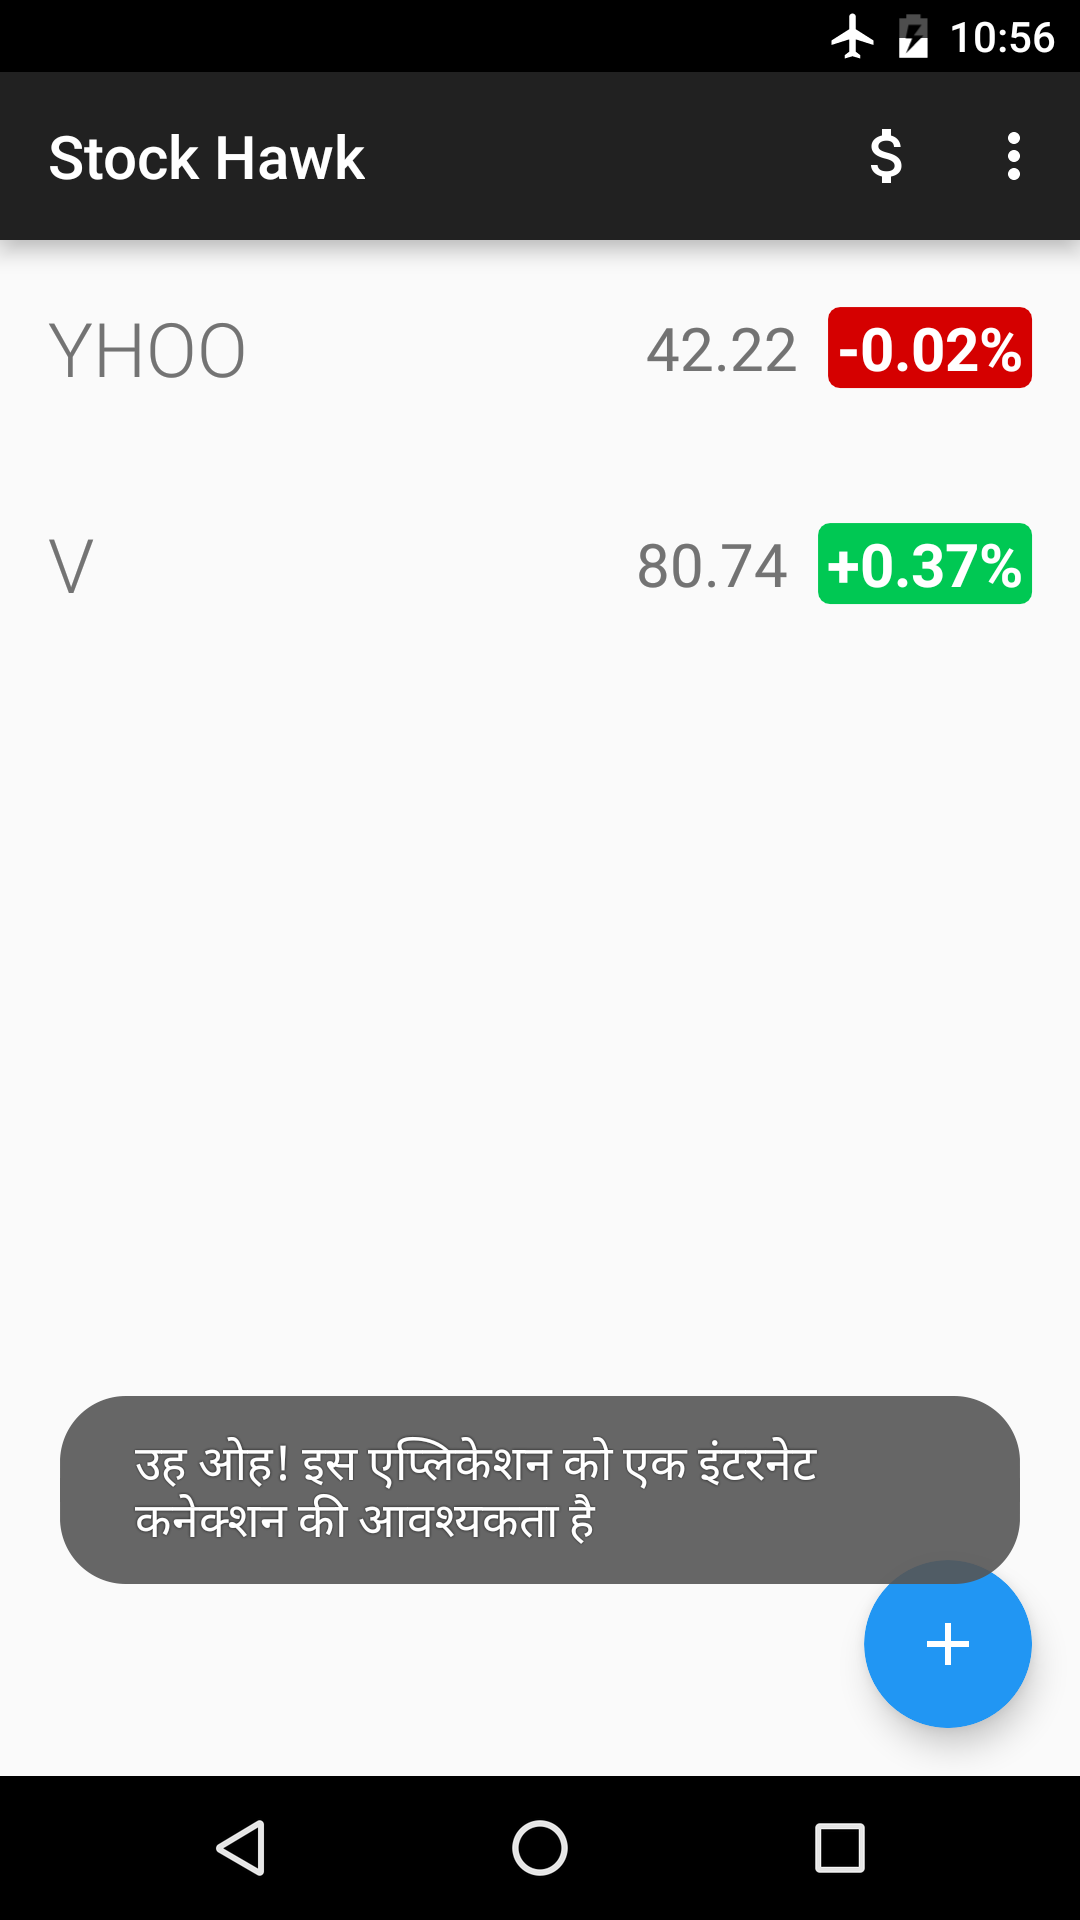 10:56
Stock Hawk $
YHOO 42.22 -0.02%
V 80.74 +0.37%
उह ओह! इस एप्लिकेशन को एक इंटरनेट
कनेक्शन की आवश्यकता है